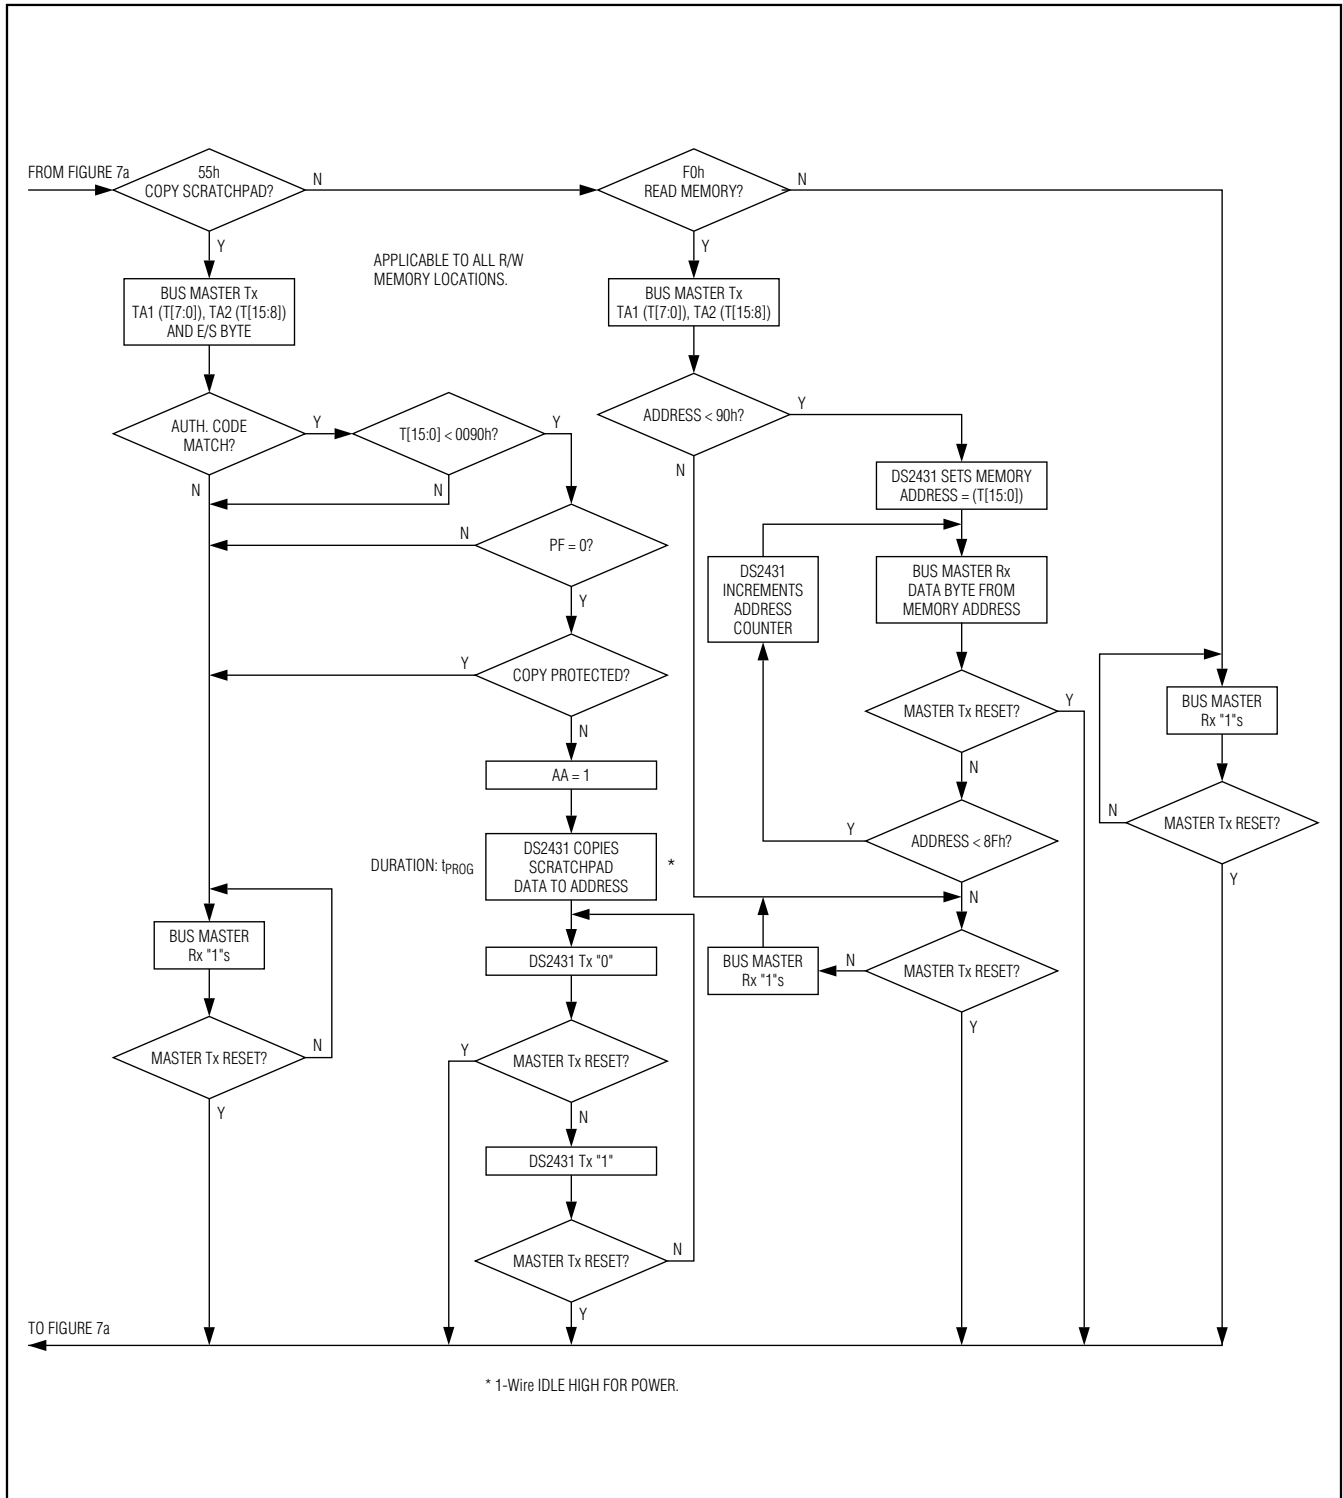 FROM FIGURE 7a
55h
COPY SCRATCHPAD?
N
F0h
READ MEMORY?
N
Y
APPLICABLE TO ALL R/W
MEMORY LOCATIONS.
Y
BUS MASTER Tx
TA1 (T[7:0]), TA2 (T[15:8])
AND E/S BYTE
BUS MASTER Tx
TA1 (T[7:0]), TA2 (T[15:8])
AUTH. CODE
MATCH?
Y
T[15:0] < 0090h?
Y
ADDRESS < 90h?
Y
N
N
N
DS2431 SETS MEMORY
ADDRESS = (T[15:0])
N
PF = 0?
Y
DS2431
INCREMENTS
ADDRESS
COUNTER
BUS MASTER Rx
DATA BYTE FROM
MEMORY ADDRESS
Y
COPY PROTECTED?
N
MASTER Tx RESET?
Y
N
BUS MASTER
Rx "1"s
AA = 1
DURATION: tPROG
DS2431 COPIES
SCRATCHPAD
DATA TO ADDRESS
*
Y
ADDRESS < 8Fh?
N
N
MASTER Tx RESET?
Y
BUS MASTER
Rx "1"s
DS2431 Tx "0"
BUS MASTER
Rx "1"s
N
MASTER Tx RESET?
Y
MASTER Tx RESET?
N
Y
Y
MASTER Tx RESET?
N
DS2431 Tx "1"
MASTER Tx RESET?
N
Y
TO FIGURE 7a
* 1-Wire IDLE HIGH FOR POWER.